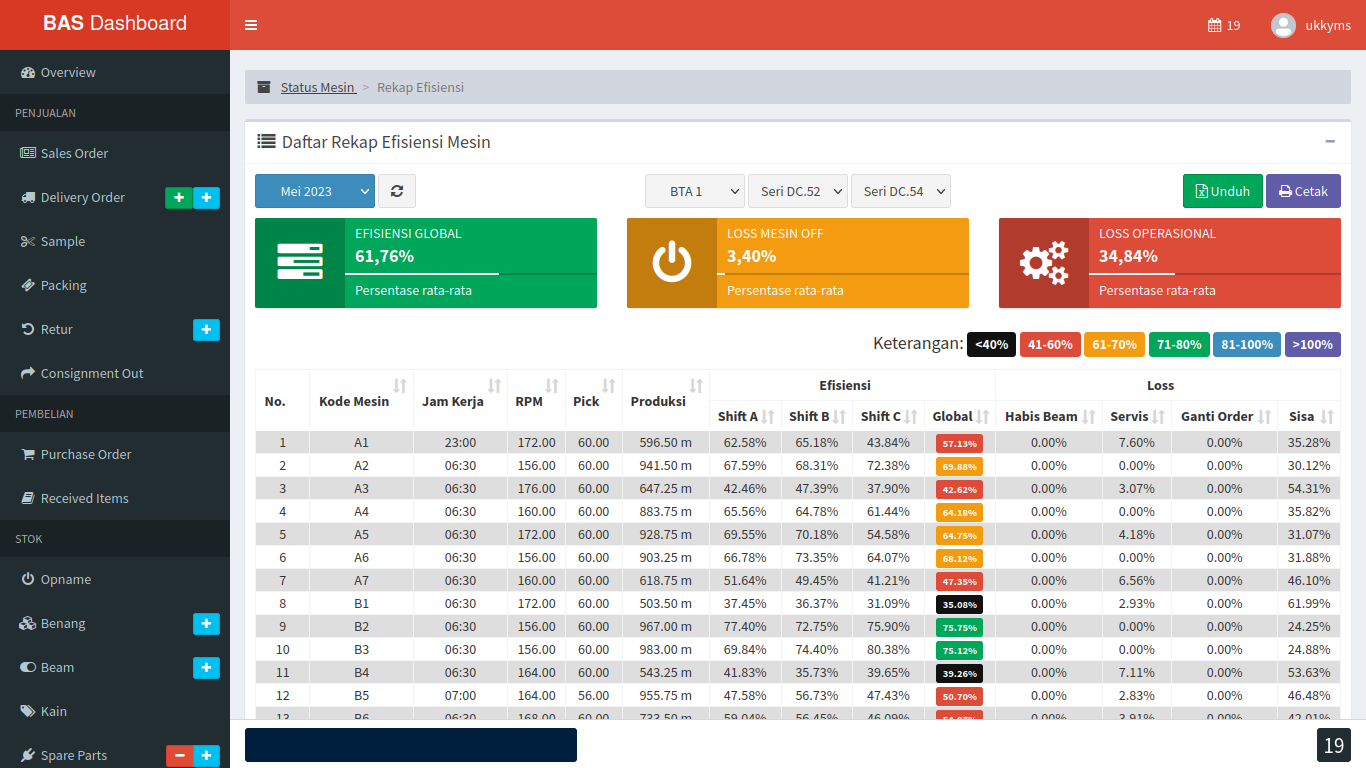 BAS Dashboard
19
ukkyms
Overview
PENJUALAN
Sales Order
Delivery Order
Sample
Packing
Retur
Consignment Out
PEMBELIAN
Purchase Order
Received Items
STOK
Opname
Benang
Beam
Kain
Spare Parts
Status Mesin > Rekap Efisiensi
Daftar Rekap Efisiensi Mesin
Mei 2023 BTA 1 Seri DC.52 Seri DC.54 Unduh Cetak
EFISIENSI GLOBAL
61,76%
Persentase rata-rata
LOSS MESIN OFF
3,40%
Persentase rata-rata
LOSS OPERASIONAL
34,84%
Persentase rata-rata
Keterangan: <40% 41-60% 61-70% 71-80% 81-100% >100%
Efisiensi Loss
No. Kode Mesin Jam Kerja RPM Pick Produksi Shift A Shift B Shift C Global Habis Beam Servis Ganti Order Sisa
1 A1 23:00 172.00 60.00 596.50 m 62.58% 65.18% 43.84% 57.13% 0.00% 7.60% 0.00% 35.28%
2 A2 06:30 156.00 60.00 941.50 m 67.59% 68.31% 72.38% 69.88% 0.00% 0.00% 0.00% 30.12%
3 A3 06:30 176.00 60.00 647.25 m 42.46% 47.39% 37.90% 42.62% 0.00% 3.07% 0.00% 54.31%
4 A4 06:30 160.00 60.00 883.75 m 65.56% 64.78% 61.44% 64.18% 0.00% 0.00% 0.00% 35.82%
5 A5 06:30 172.00 60.00 928.75 m 69.55% 70.18% 54.58% 64.75% 0.00% 4.18% 0.00% 31.07%
6 A6 06:30 156.00 60.00 903.25 m 66.78% 73.35% 64.07% 68.12% 0.00% 0.00% 0.00% 31.88%
7 A7 06:30 160.00 60.00 618.75 m 51.64% 49.45% 41.21% 47.35% 0.00% 6.56% 0.00% 46.10%
8 B1 06:30 172.00 60.00 503.50 m 37.45% 36.37% 31.09% 35.08% 0.00% 2.93% 0.00% 61.99%
9 B2 06:30 156.00 60.00 967.00 m 77.40% 72.75% 75.90% 75.75% 0.00% 0.00% 0.00% 24.25%
10 B3 06:30 156.00 60.00 983.00 m 69.84% 74.40% 80.38% 75.12% 0.00% 0.00% 0.00% 24.88%
11 B4 06:30 164.00 60.00 543.25 m 41.83% 35.73% 39.65% 39.26% 0.00% 7.11% 0.00% 53.63%
12 B5 07:00 164.00 56.00 955.75 m 47.58% 56.73% 47.43% 50.70% 0.00% 2.83% 0.00% 46.48%
13 B6 06:30 168.00 60.00 733.50 m 59.04% 56.45% 46.09% 54.07% 0.00% 3.91% 0.00% 42.01%
19